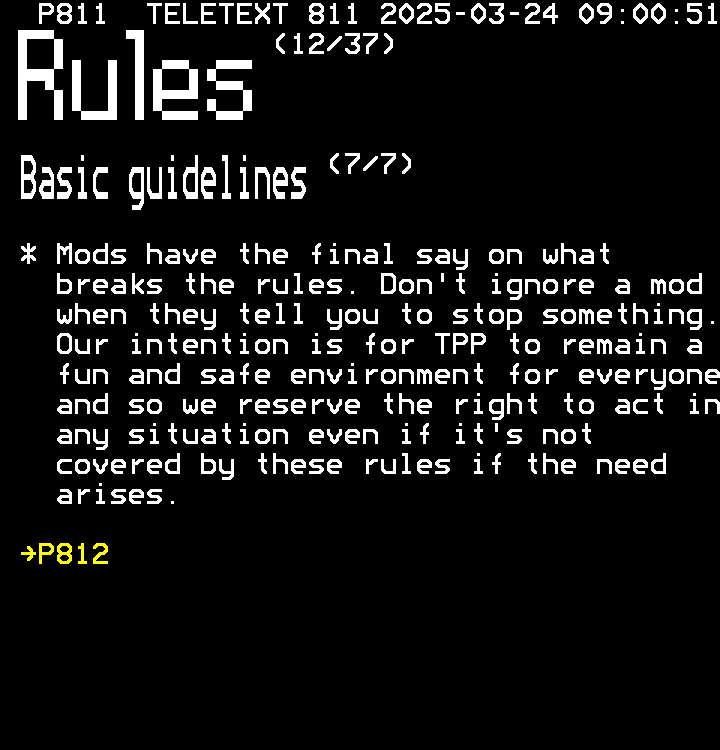 P811  TELETEXT 811 2025-03-24 09:00:51
Rules (12/37)
Basic guidelines (7/7)
* Mods have the final say on what
breaks the rules. Don't ignore a mod
when they tell you to stop something.
Our intention is for TPP to remain a
fun and safe environment for everyone
and so we reserve the right to act in
any situation even if it's not
covered by these rules if the need
arises.
→P812